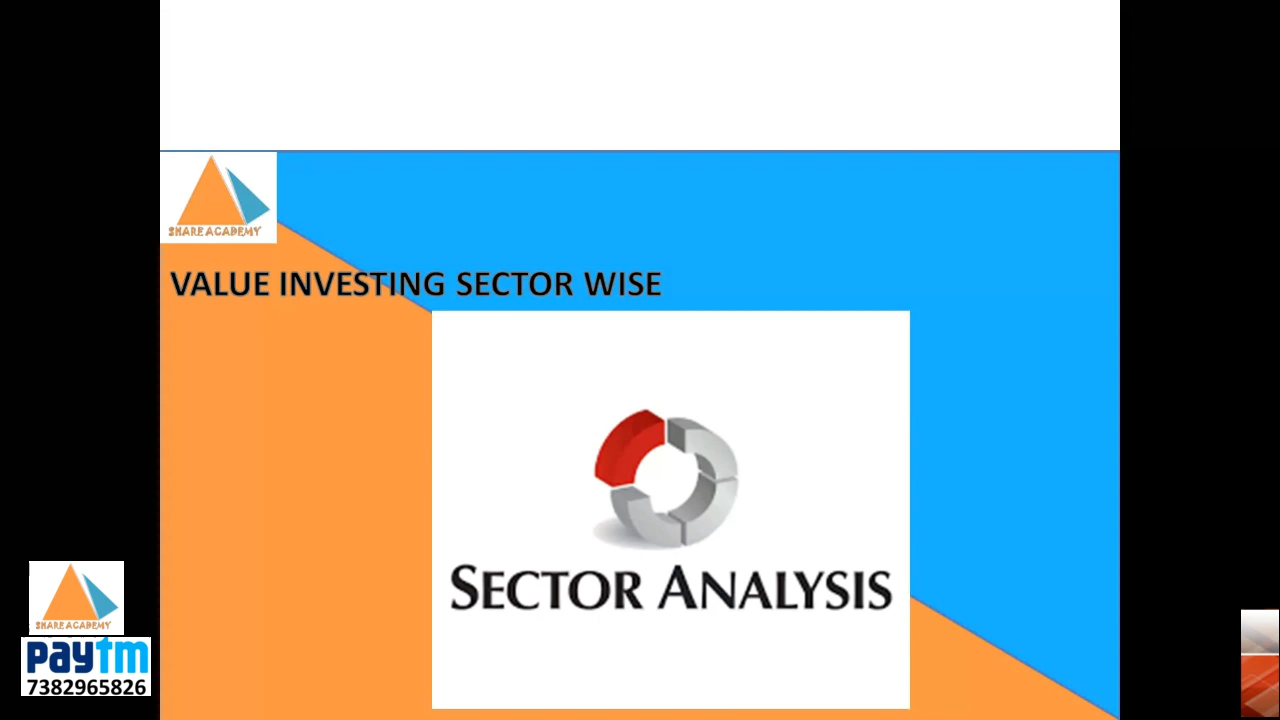 SHARE ACADEMY
VALUE INVESTING SECTOR WISE
SECTOR ANALYSIS
SHARE ACADEMY
paytm
7382965826